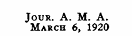 JOUR. A. M. A.
MARCH 6, 1920